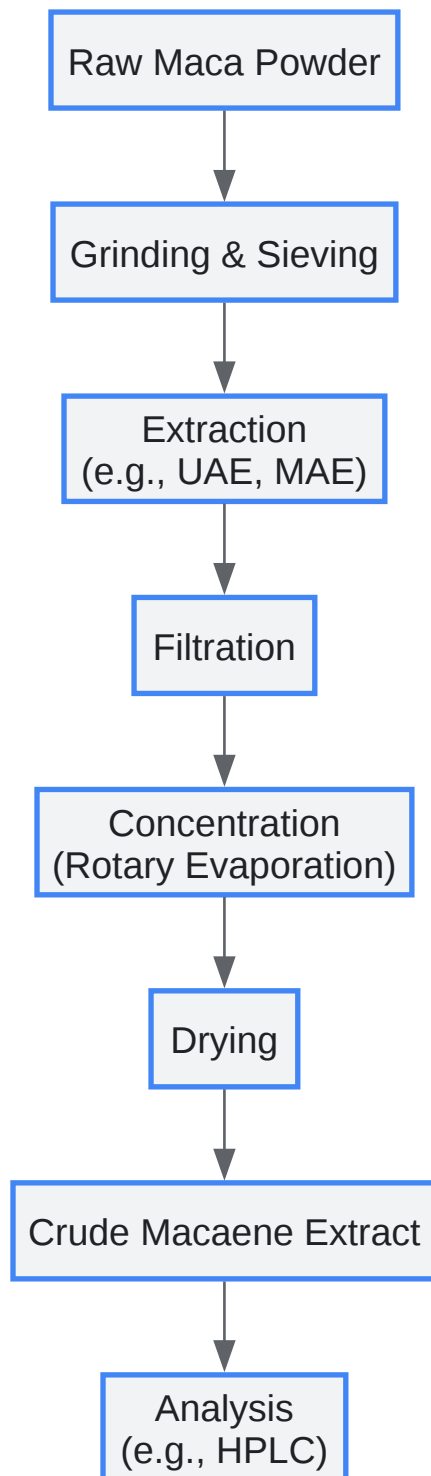 Raw Maca Powder
Grinding & Sieving
Extraction
(e.g., UAE, MAE)
Filtration
Concentration
(Rotary Evaporation)
Drying
Crude Macaene Extract
Analysis
(e.g., HPLC)